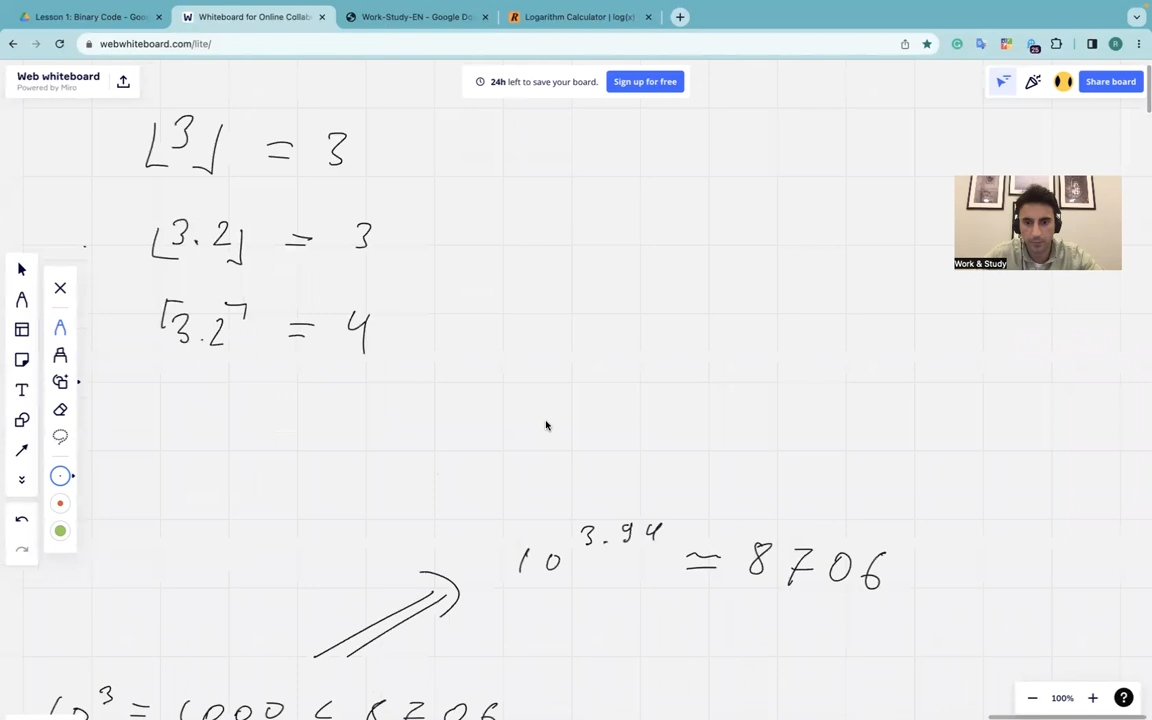 Lesson 1: Binary Code - Goo
Whiteboard for Online Collab
Work-Study-EN - Google Do
Logarithm Calculator | log(x)
webwhiteboard.com/lite/
25
R
Web whiteboard
Powered by Miro
24h left to save your board.
Sign up for free
Share board
⌊3⌋ = 3
⌊3.2⌋ = 3
⌈3.2⌉ = 4
Work & Study
T
10^3.94 ≃ 8706
10^3 = 1000 < 8706
100%
?